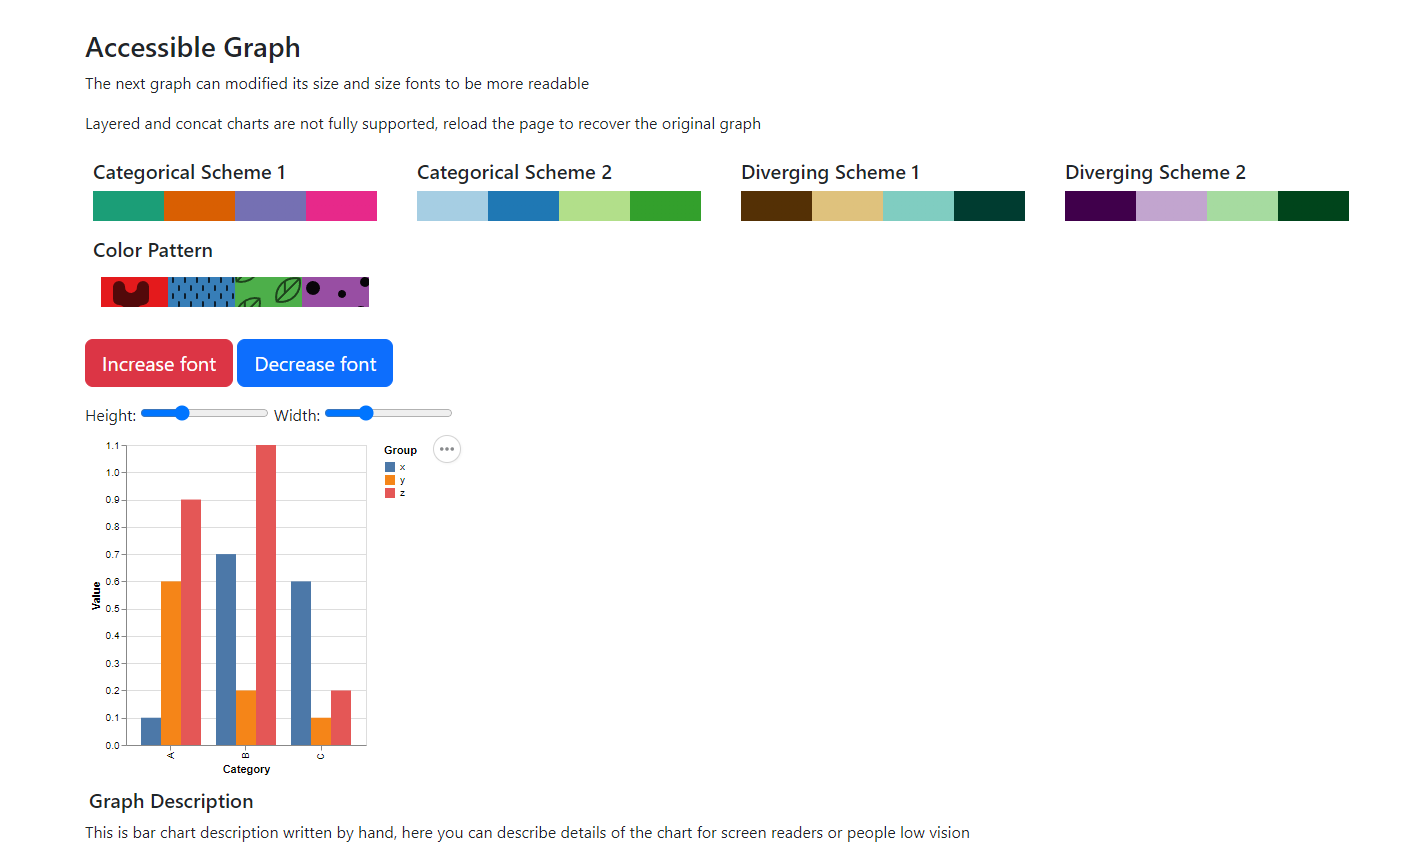 Accessible Graph
The next graph can modified its size and size fonts to be more readable
Layered and concat charts are not fully supported, reload the page to recover the original graph
Categorical Scheme 1
Categorical Scheme 2
Diverging Scheme 1
Diverging Scheme 2
Color Pattern
Increase font
Decrease font
Height:
Width:
1.1
1.0
0.9
0.8
0.7
0.6
0.5
0.4
0.3
0.2
0.1
0.0
Value
A
B
C
Category
Group
x
y
z
Graph Description
This is bar chart description written by hand, here you can describe details of the chart for screen readers or people low vision